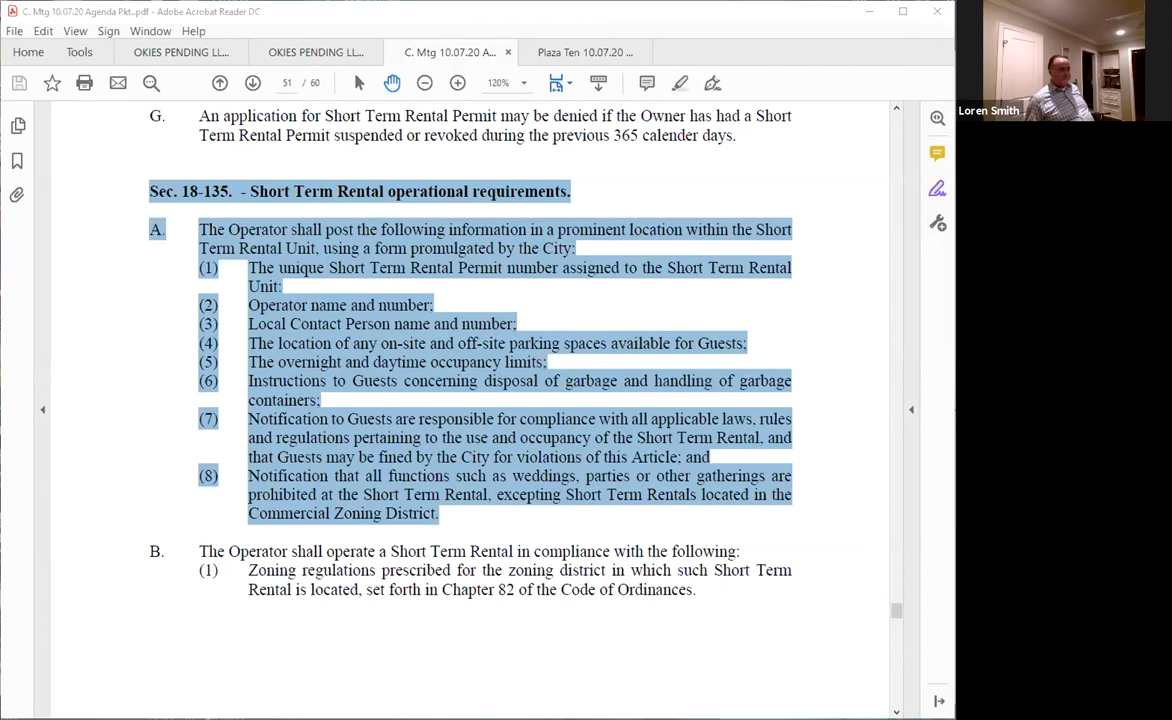 C. Mtg 10.07.20 Agenda Pkt...pdf - Adobe Acrobat Reader DC
File Edit View Sign Window Help
Home Tools OKIES PENDING LL... OKIES PENDING LL... C. Mtg 10.07.20 A... × Plaza Ten 10.07.20 ...
51 / 60 120%
Loren Smith
G. An application for Short Term Rental Permit may be denied if the Owner has had a Short
Term Rental Permit suspended or revoked during the previous 365 calender days.
Sec. 18-135. - Short Term Rental operational requirements.
A. The Operator shall post the following information in a prominent location within the Short
Term Rental Unit, using a form promulgated by the City:
(1) The unique Short Term Rental Permit number assigned to the Short Term Rental
Unit:
(2) Operator name and number;
(3) Local Contact Person name and number;
(4) The location of any on-site and off-site parking spaces available for Guests;
(5) The overnight and daytime occupancy limits;
(6) Instructions to Guests concerning disposal of garbage and handling of garbage
containers;
(7) Notification to Guests are responsible for compliance with all applicable laws, rules
and regulations pertaining to the use and occupancy of the Short Term Rental, and
that Guests may be fined by the City for violations of this Article; and
(8) Notification that all functions such as weddings, parties or other gatherings are
prohibited at the Short Term Rental, excepting Short Term Rentals located in the
Commercial Zoning District.
B. The Operator shall operate a Short Term Rental in compliance with the following:
(1) Zoning regulations prescribed for the zoning district in which such Short Term
Rental is located, set forth in Chapter 82 of the Code of Ordinances.